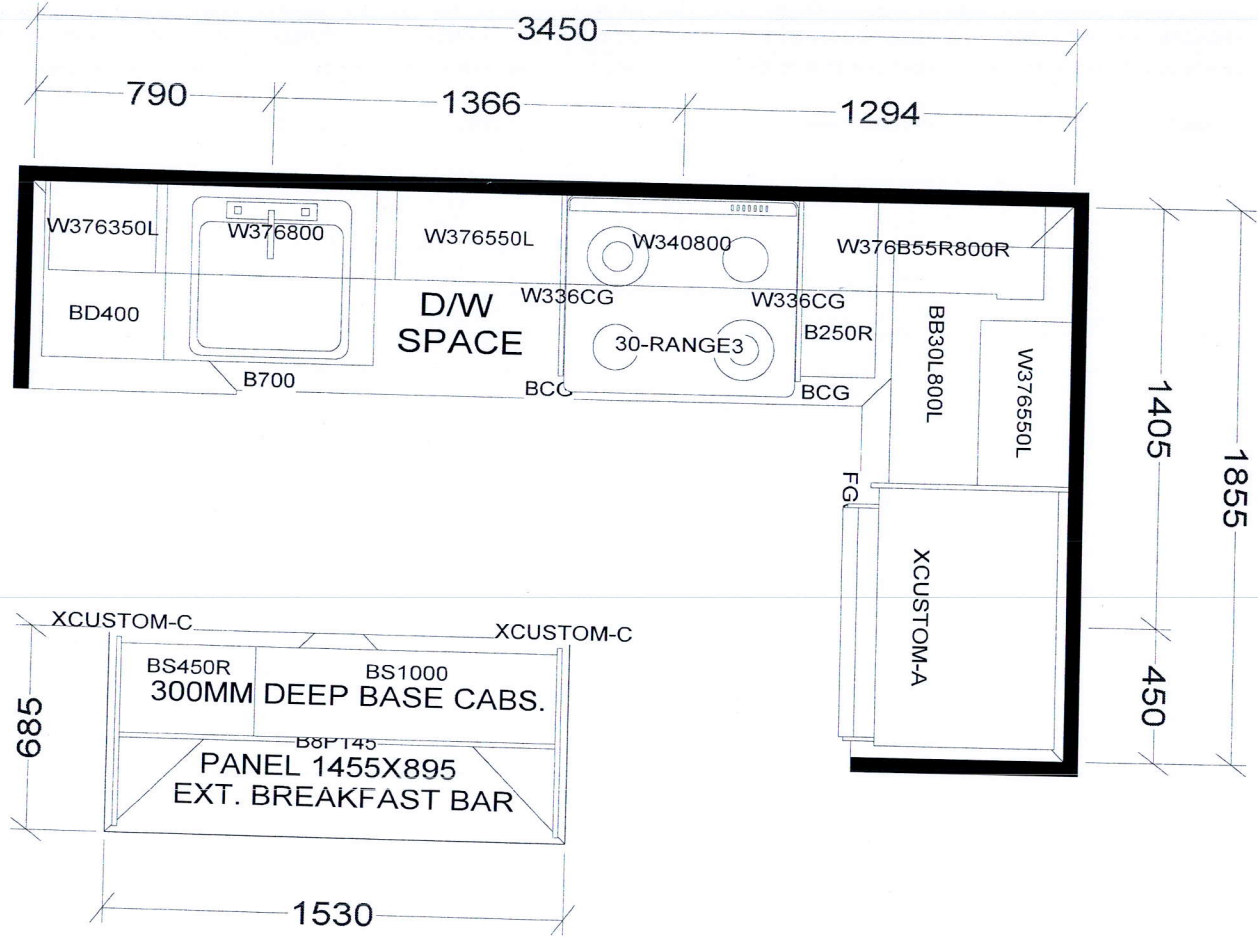 3450
790
1366
1294
W376350L
W376800
W376550L
W340800
W376B55R800R
BD400
D/W
SPACE
W336CG
W336CG
30-RANGE3
B250R
BB30L800L
W376550L
B700
BCG
BCG
1405
1855
FG
XCUSTOM-A
450
XCUSTOM-C
XCUSTOM-C
BS450R
BS1000
300MM DEEP BASE CABS.
685
B8PT45
PANEL 1455X895
EXT. BREAKFAST BAR
1530